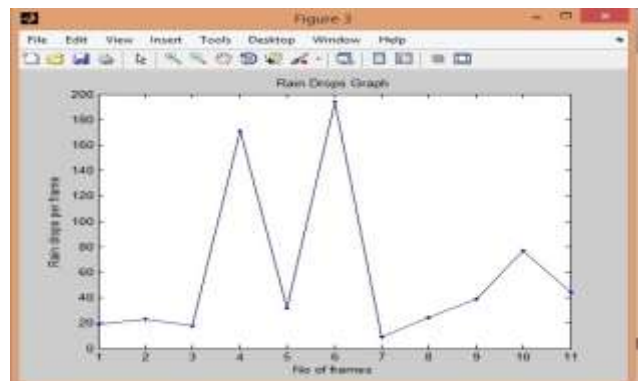 Figure 3
File Edit View Insert Tools Desktop Window Help
Rain Drops Graph
200
180
160
140
120
100
80
60
40
20
0
Rain drops per frame
1 2 3 4 5 6 7 8 9 10 11
No of frames